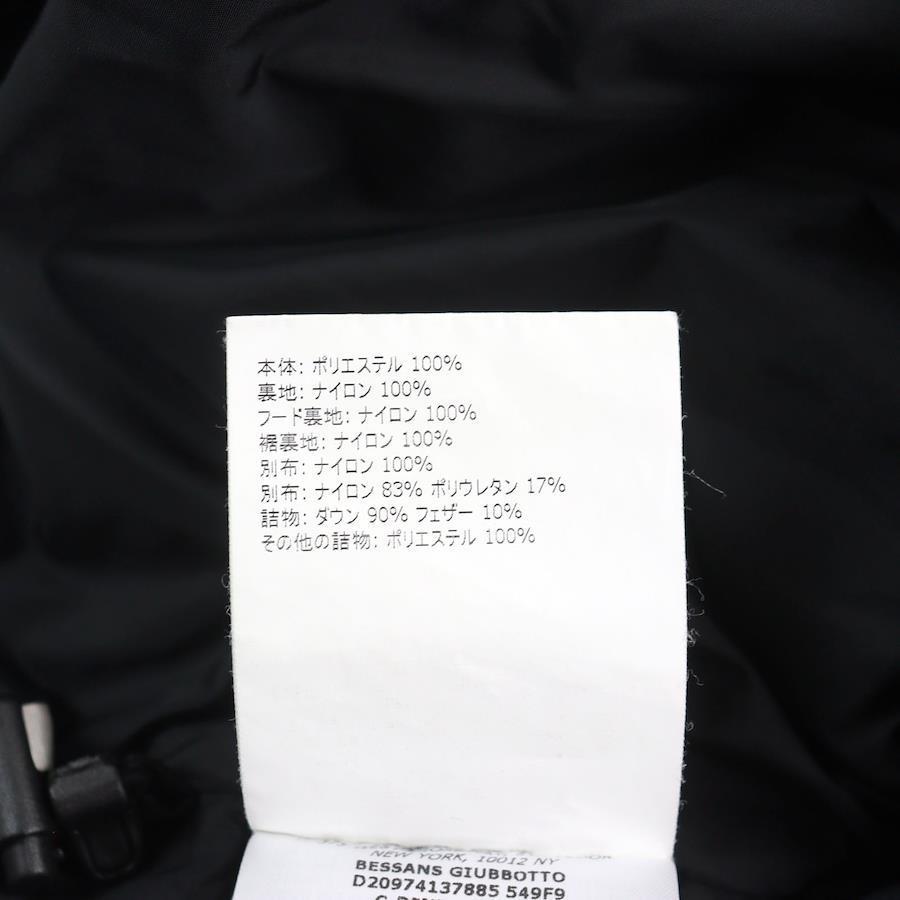 本体: ポリエステル 100%
裏地: ナイロン 100%
フード裏地: ナイロン 100%
裾裏地: ナイロン 100%
別布: ナイロン 100%
別布: ナイロン 83% ポリウレタン 17%
詰物: ダウン 90% フェザー 10%
その他の詰物: ポリエステル 100%
NEW YORK, 10012 NY
BESSANS GIUBBOTTO
D20974137885 549F9